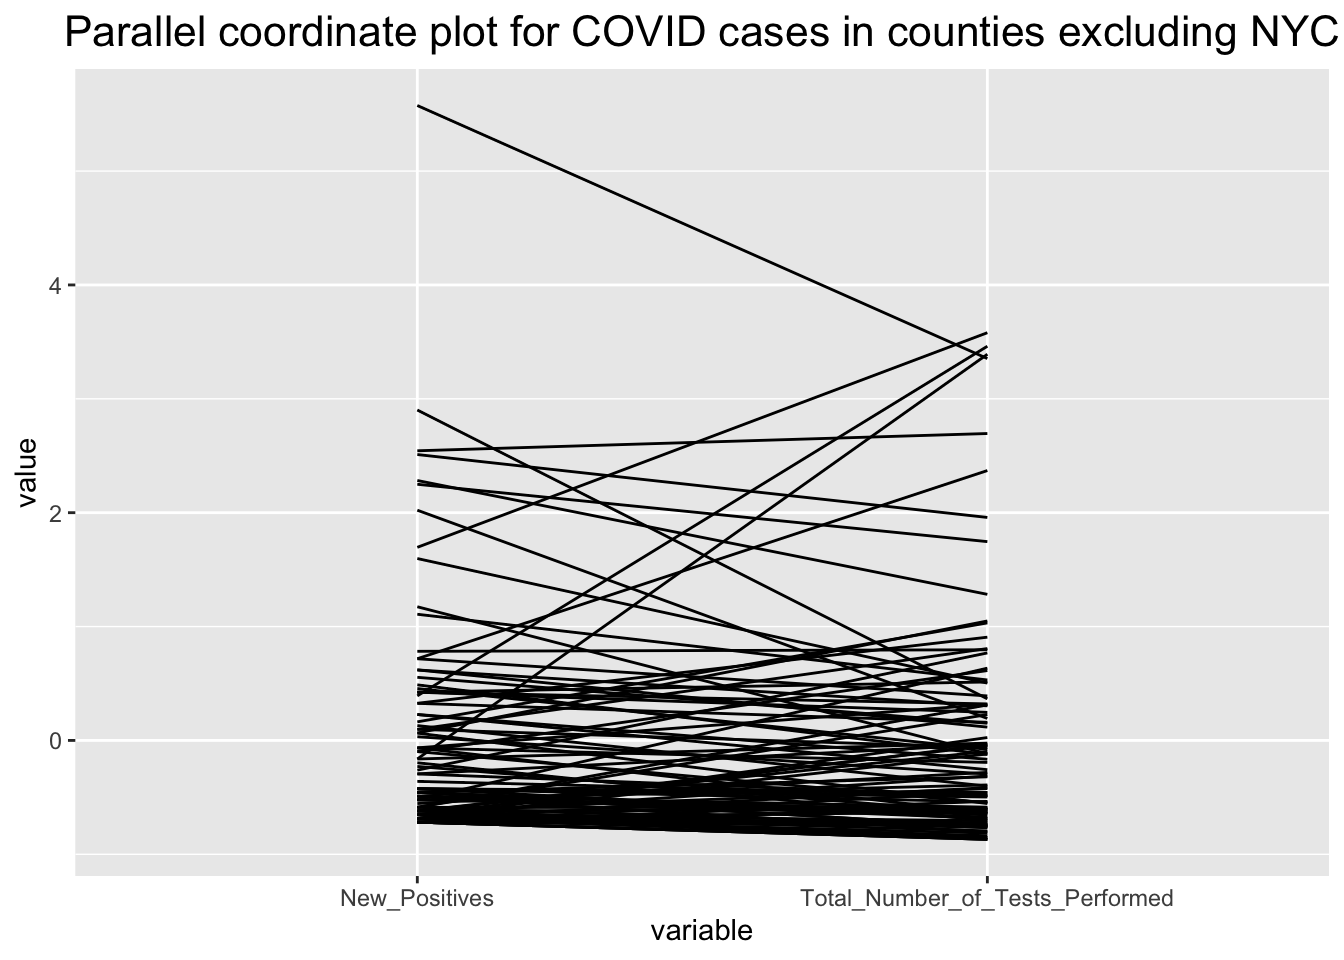 Parallel coordinate plot for COVID cases in counties excluding NYC
value
4
2
0
New_Positives
Total_Number_of_Tests_Performed
variable